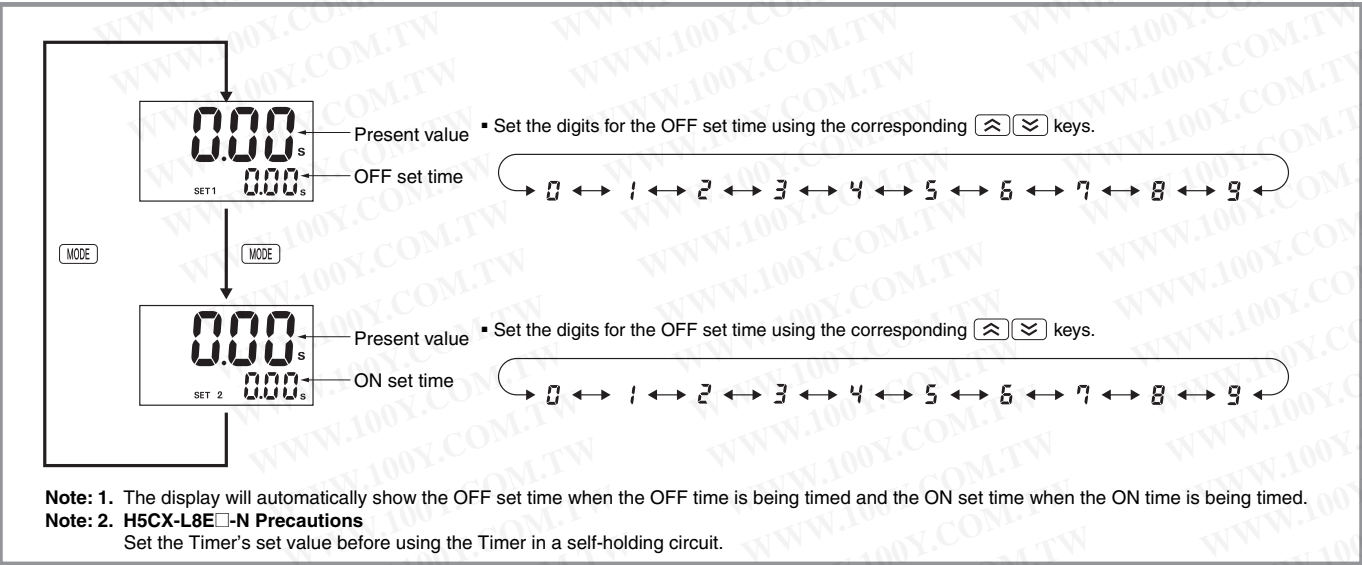 0.00 s
Present value
SET 1 0.00 s
OFF set time
▪ Set the digits for the OFF set time using the corresponding keys.
0 1 2 3 4 5 6 7 8 9
MODE
MODE
0.00 s
Present value
SET 2 0.00 s
ON set time
▪ Set the digits for the OFF set time using the corresponding keys.
0 1 2 3 4 5 6 7 8 9
Note: 1. The display will automatically show the OFF set time when the OFF time is being timed and the ON set time when the ON time is being timed.
Note: 2. H5CX-L8E□-N Precautions
Set the Timer's set value before using the Timer in a self-holding circuit.
WWW.100Y.COM.TW